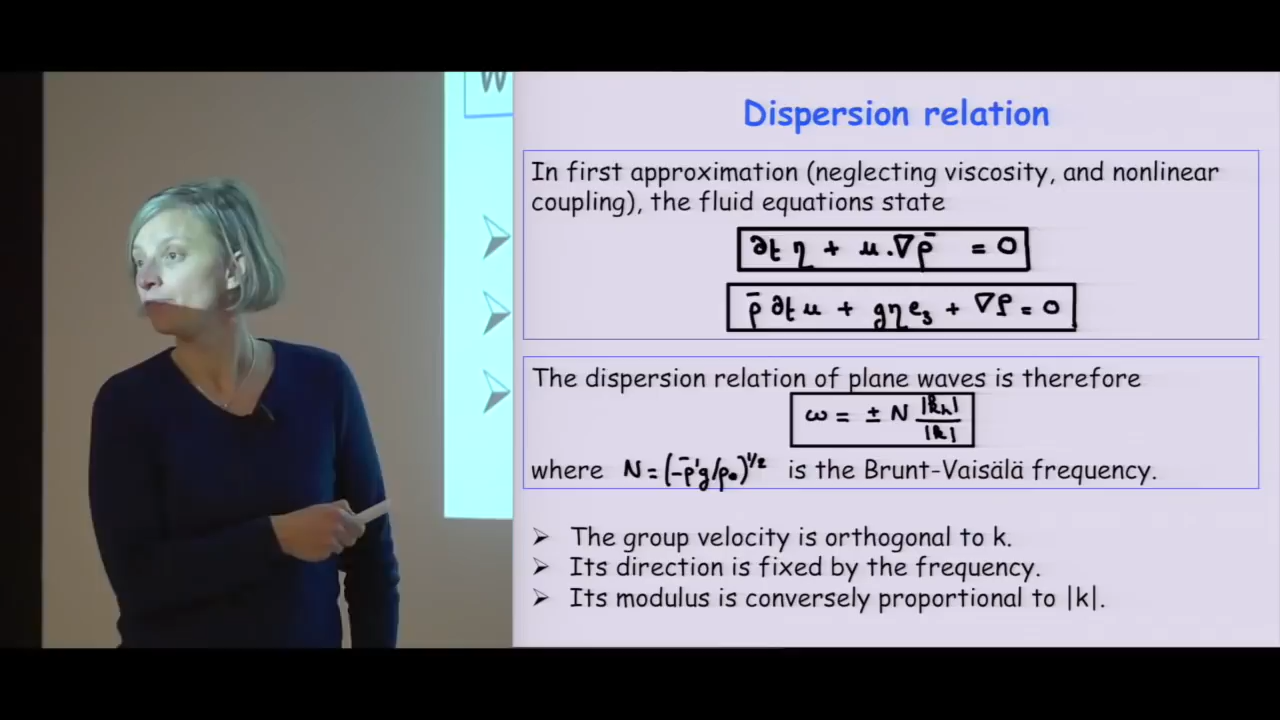 W
Dispersion relation
In first approximation (neglecting viscosity, and nonlinear
coupling), the fluid equations state
∂t η + u.∇ρ̄ = 0
ρ̄ ∂t u + gηe₃ + ∇P = 0
The dispersion relation of plane waves is therefore
ω = ± N |kₕ|/|k|
where N = (-ρ̄'g/ρ₀)^1/2 is the Brunt-Vaisälä frequency.
➢ The group velocity is orthogonal to k.
➢ Its direction is fixed by the frequency.
➢ Its modulus is conversely proportional to |k|.